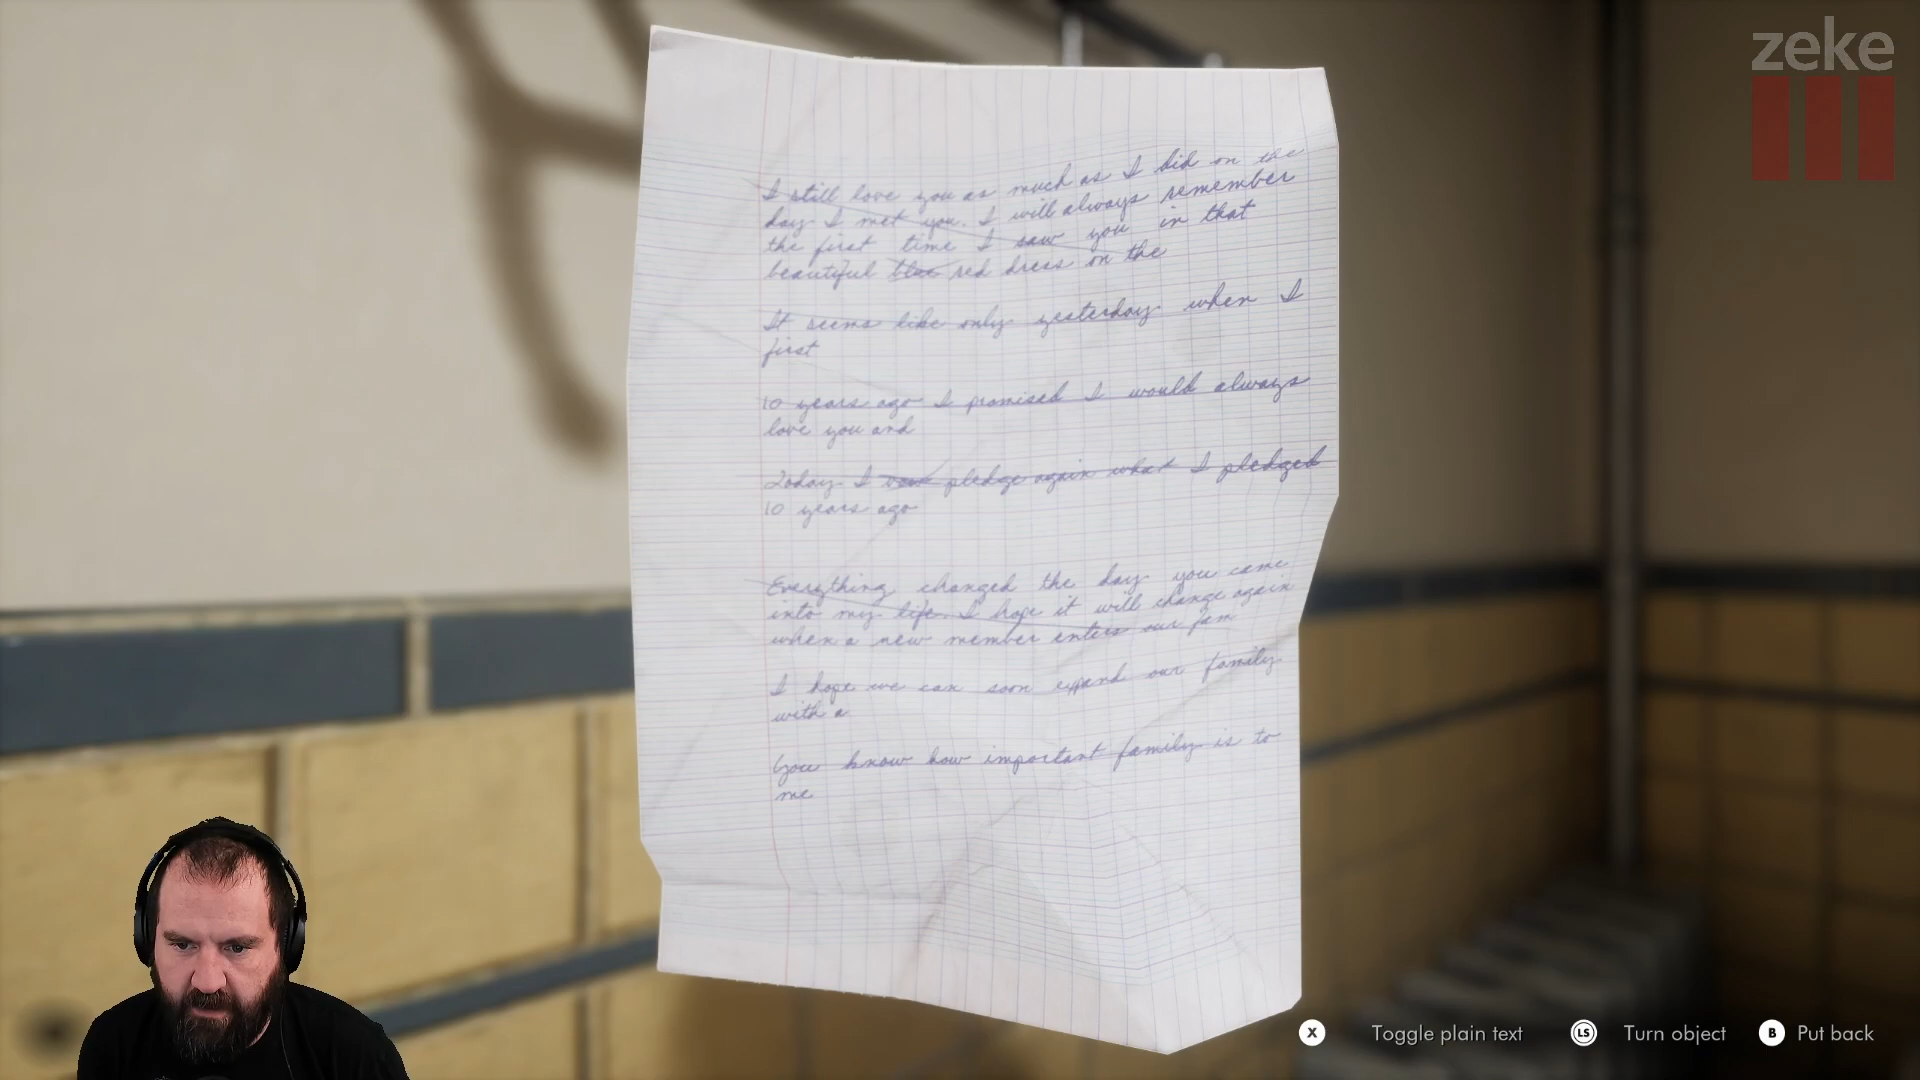 zeke
I still love you as much as I did on the
day I met you. I will always remember
the first time I saw you in that
beautiful blue red dress on the
It seems like only yesterday when I
first
10 years ago I promised I would always
love you and
Today I pledge again what I pledged
10 years ago
Everything changed the day you came
into my life. I hope it will change again
when a new member enters our fam
I hope we can soon expand our family
with a
You know how important family is to
me
X Toggle plain text LS Turn object B Put back